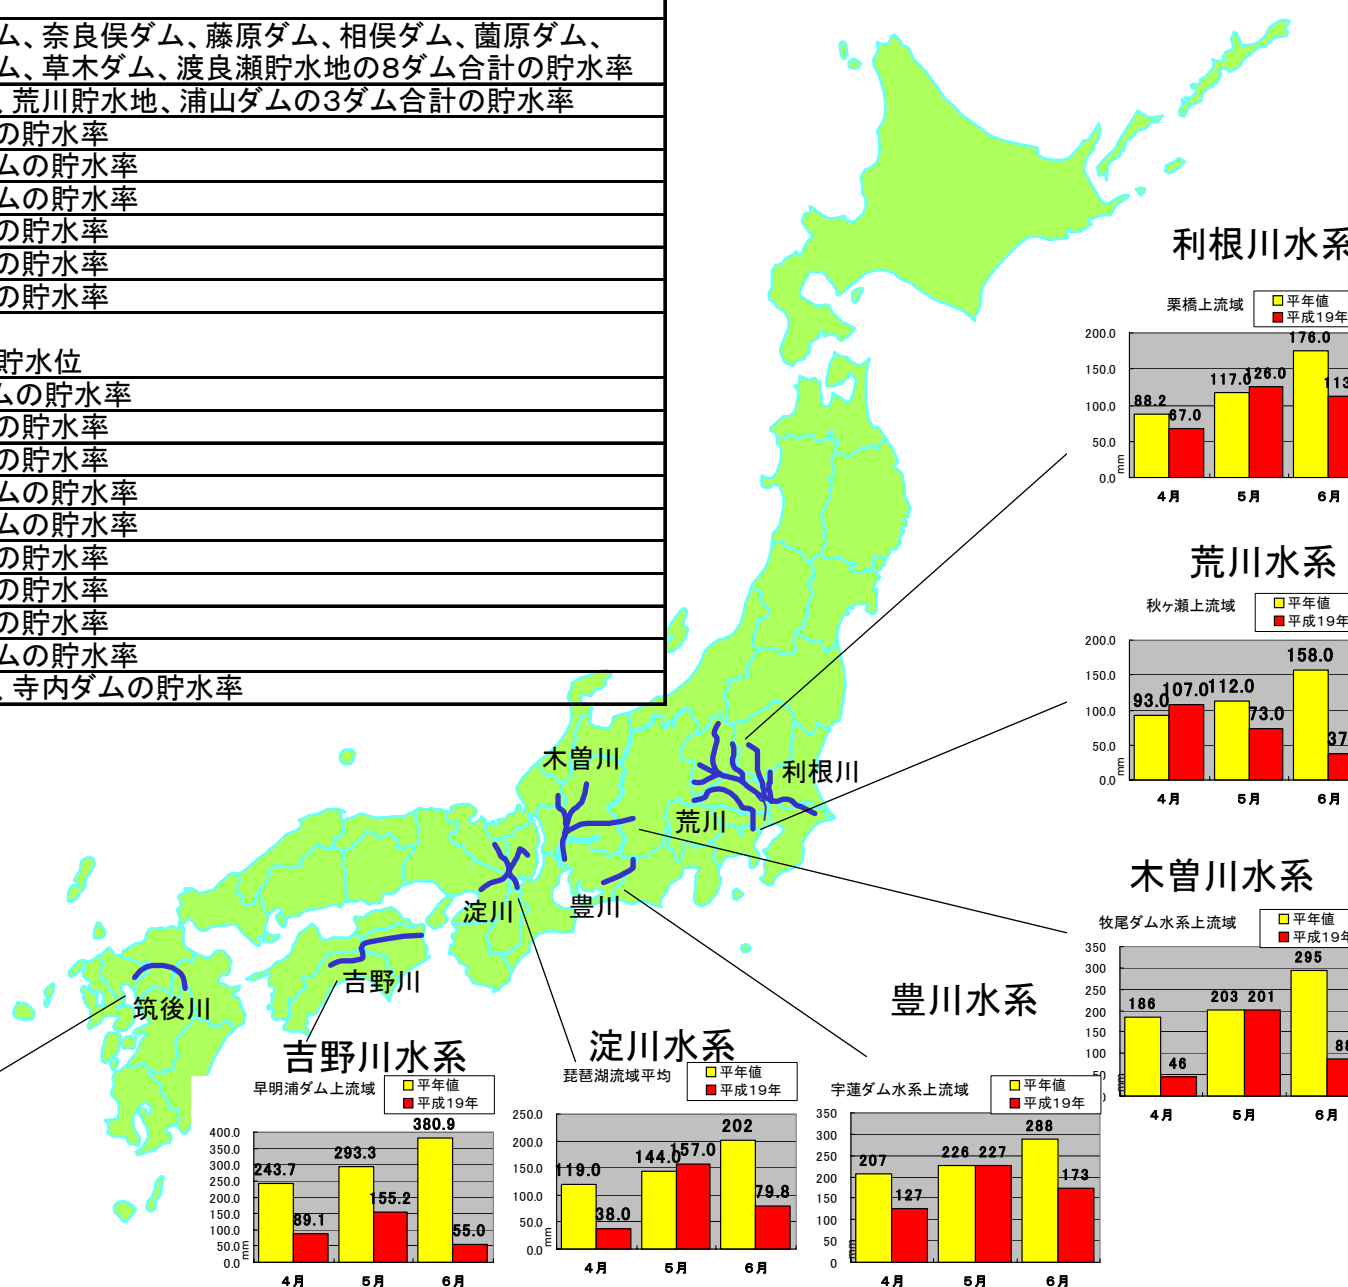 ム、奈良俣ダム、藤原ダム、相俣ダム、薗原ダム、
ム、草木ダム、渡良瀬貯水地の8ダム合計の貯水率
、荒川貯水地、浦山ダムの3ダム合計の貯水率
の貯水率
ムの貯水率
ムの貯水率
の貯水率
の貯水率
の貯水率
貯水位
ムの貯水率
の貯水率
の貯水率
ムの貯水率
ムの貯水率
の貯水率
の貯水率
の貯水率
ムの貯水率
、寺内ダムの貯水率
利根川水系
栗橋上流域
平年値
平成19年
200.0
150.0
100.0
50.0
0.0
mm
88.2
67.0
117.0
126.0
176.0
113
4月
5月
6月
荒川水系
秋ヶ瀬上流域
平年値
平成19年
200.0
150.0
100.0
50.0
0.0
mm
93.0
107.0
112.0
73.0
158.0
37
4月
5月
6月
木曽川水系
牧尾ダム水系上流域
平年値
平成19年
350
300
250
200
150
100
50
186
46
203
201
295
88
4月
5月
6月
木曽川
利根川
荒川
淀川
豊川
吉野川
筑後川
吉野川水系
早明浦ダム上流域
平年値
平成19年
400.0
350.0
300.0
250.0
200.0
150.0
100.0
50.0
0.0
mm
243.7
89.1
293.3
155.2
380.9
55.0
4月
5月
6月
淀川水系
琵琶湖流域平均
平年値
平成19年
250.0
200.0
150.0
100.0
50.0
0.0
mm
119.0
38.0
144.0
157.0
202
79.8
4月
5月
6月
豊川水系
宇蓮ダム水系上流域
平年値
平成19年
350
300
250
200
150
100
50
0
207
127
226
227
288
173
4月
5月
6月